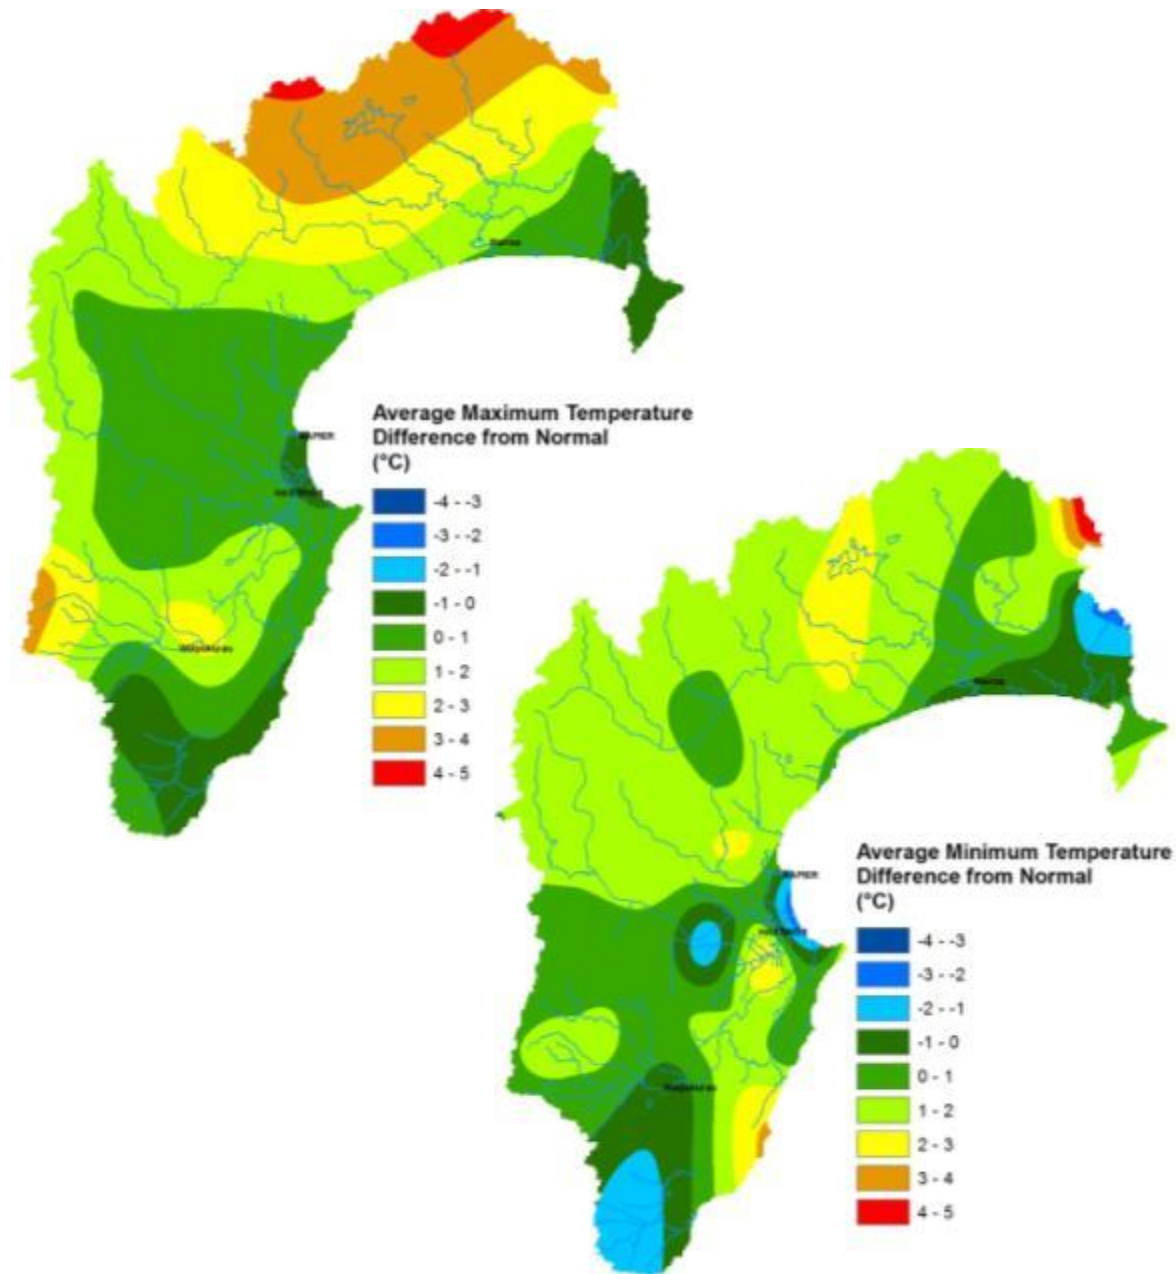 Average Maximum Temperature
Difference from Normal
(°C)
-4 - -3
-3 - -2
-2 - -1
-1 - 0
0 - 1
1 - 2
2 - 3
3 - 4
4 - 5
NAPIER
Average Minimum Temperature
Difference from Normal
(°C)
-4 - -3
-3 - -2
-2 - -1
-1 - 0
0 - 1
1 - 2
2 - 3
3 - 4
4 - 5
NAPIER